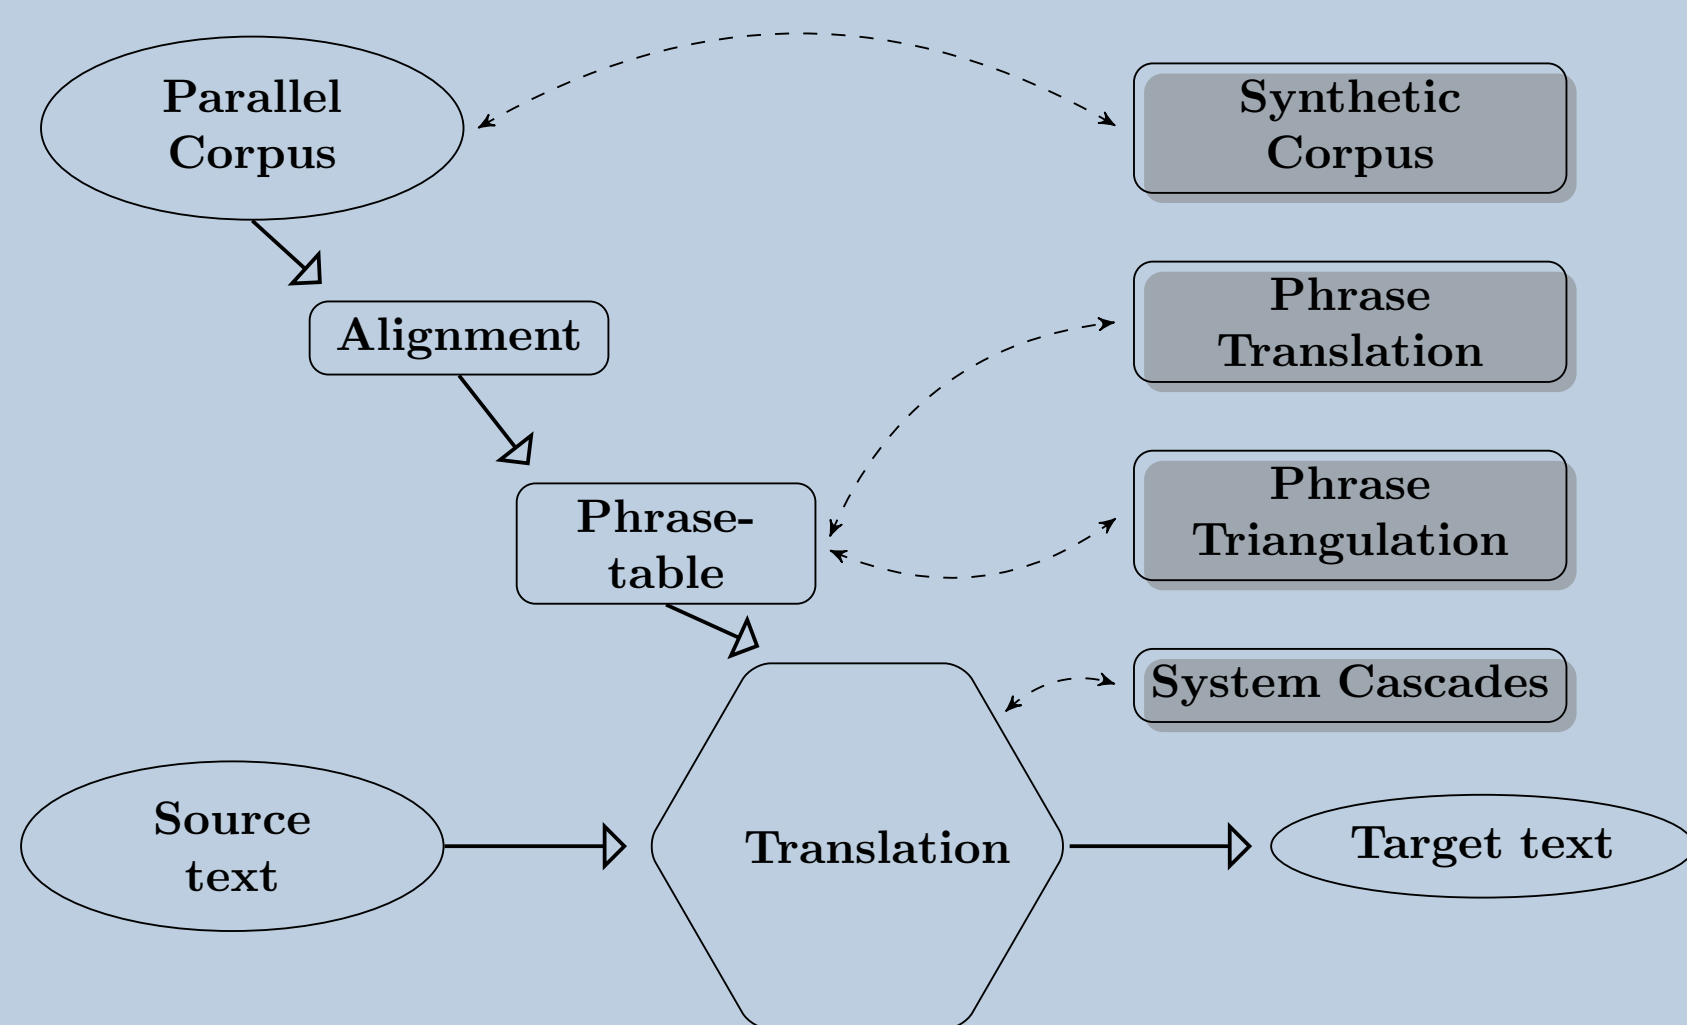 Parallel
Corpus
Synthetic
Corpus
Phrase
Translation
Alignment
Phrase
Triangulation
Phrase-
table
System Cascades
Source
text
Translation
Target text